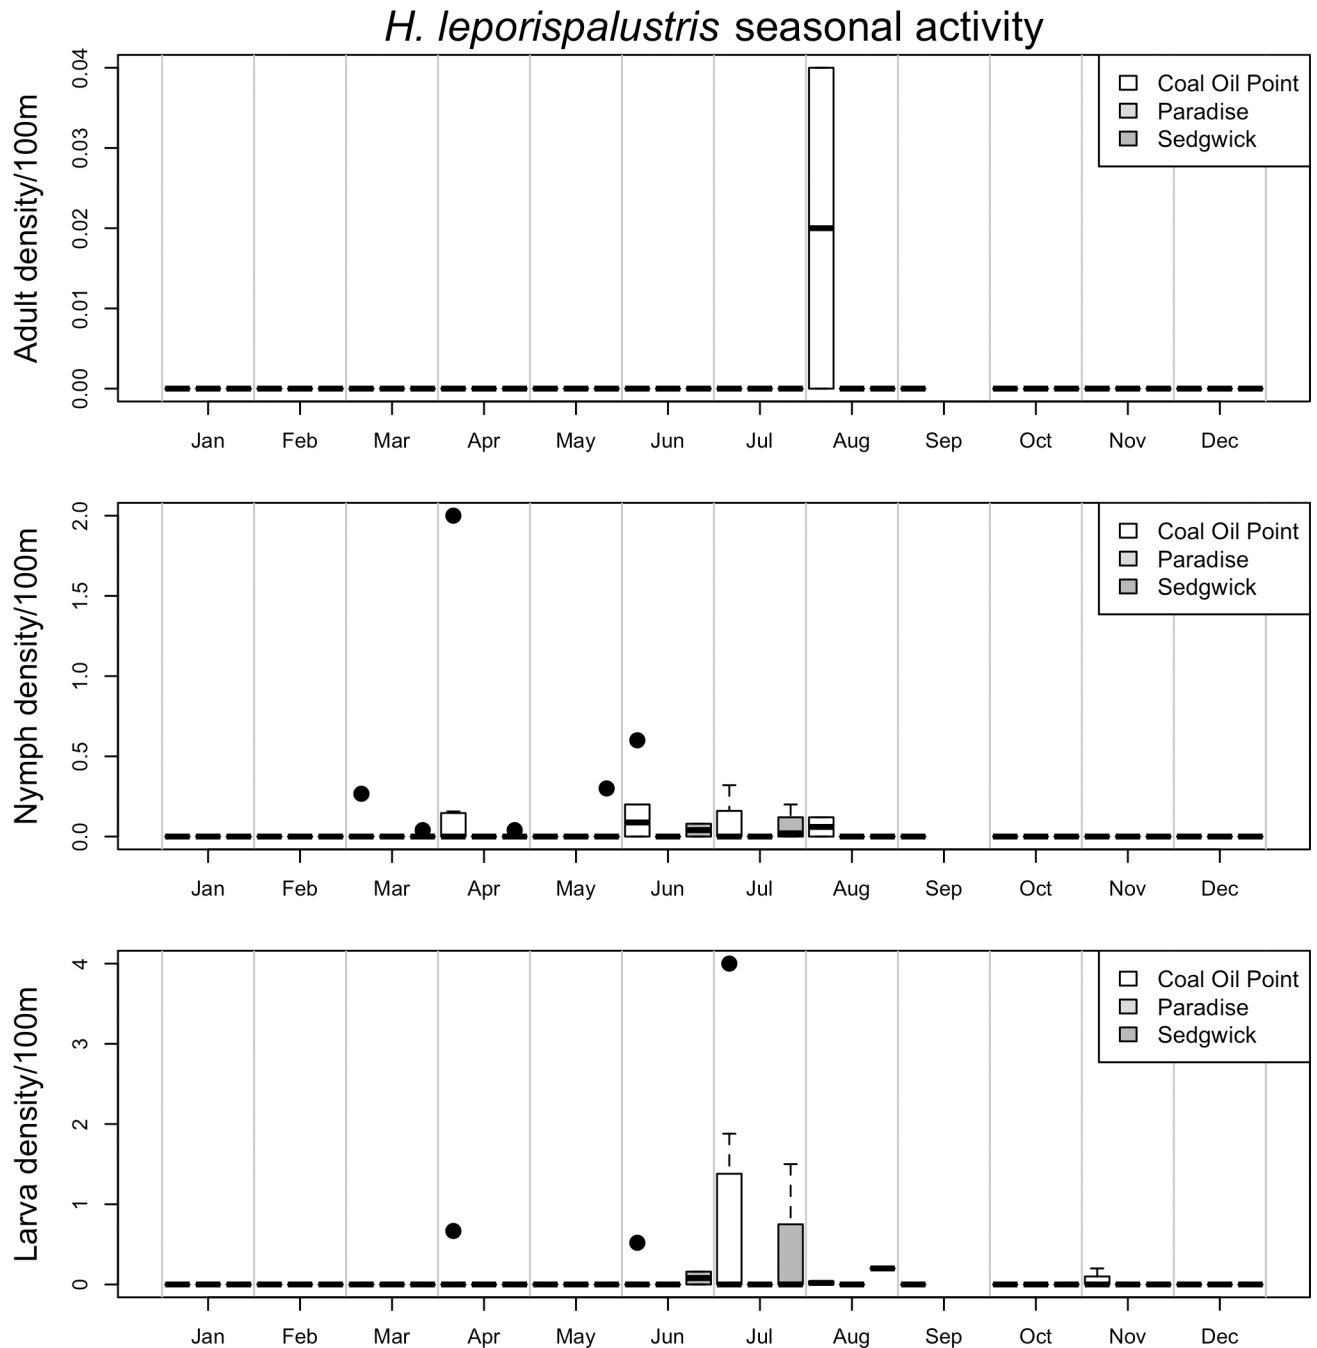 H. leporispalustris seasonal activity
Adult density/100m
0.04
0.03
0.02
0.01
0.00
Coal Oil Point
Paradise
Sedgwick
Jan Feb Mar Apr May Jun Jul Aug Sep Oct Nov Dec
Nymph density/100m
2.0
1.5
1.0
0.5
0.0
Coal Oil Point
Paradise
Sedgwick
Jan Feb Mar Apr May Jun Jul Aug Sep Oct Nov Dec
Larva density/100m
4
3
2
1
0
Coal Oil Point
Paradise
Sedgwick
Jan Feb Mar Apr May Jun Jul Aug Sep Oct Nov Dec